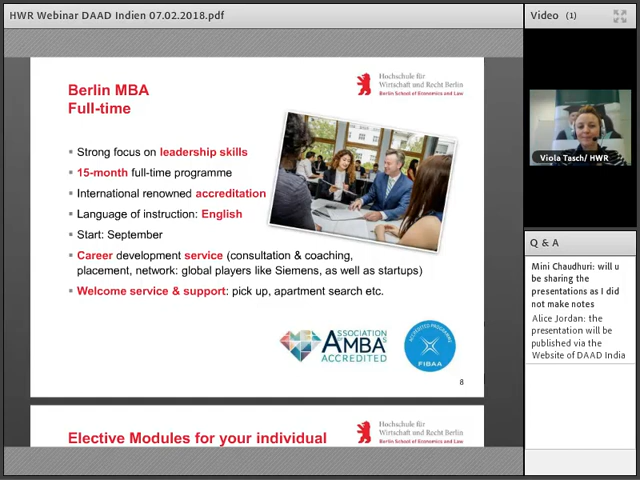 HWR Webinar DAAD Indien 07.02.2018.pdf
Video (1)
Berlin MBA
Full-time
Hochschule für
Wirtschaft und Recht Berlin
Berlin School of Economics and Law
Strong focus on leadership skills
15-month full-time programme
International renowned accreditation
Language of instruction: English
Start: September
Career development service (consultation & coaching,
placement, network: global players like Siemens, as well as startups)
Welcome service & support: pick up, apartment search etc.
ASSOCIATION
AMBA'S
ACCREDITED
ACCREDITED PROGRAMME
FIBAA
8
Elective Modules for your individual
Hochschule für
Wirtschaft und Recht Berlin
Berlin School of Economics and Law
Viola Tasch/ HWR
Q & A
Mini Chaudhuri: will u
be sharing the
presentations as I did
not make notes
Alice Jordan: the
presentation will be
published via the
Website of DAAD India